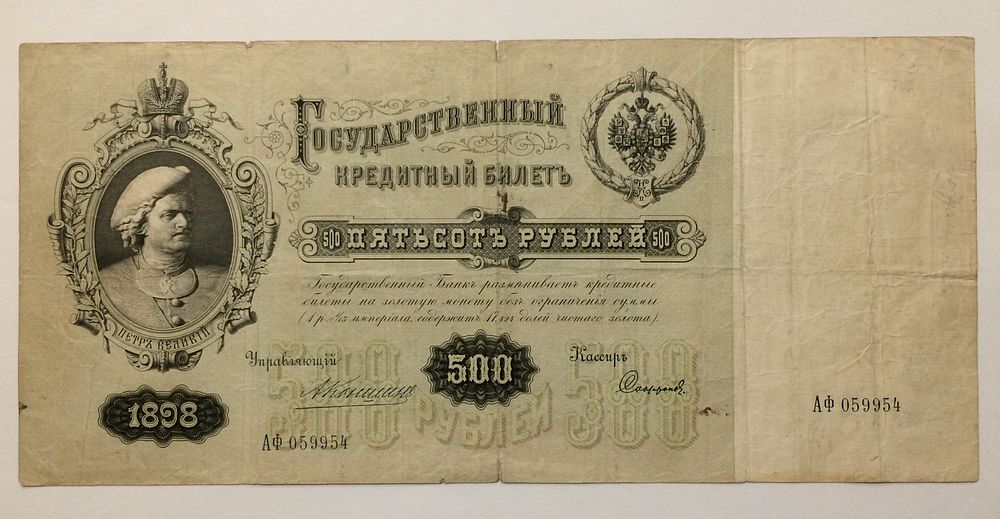 Государственный
кредитный билетъ
500 пятьсотъ рублей 500
Государственный Банкъ размѣниваетъ кредитные
билеты на золотую монету безъ ограниченія суммы
(1 р. = 1/15 имперіала, содержитъ 17,424 долей чистаго золота).
ПЕТРЪ ВЕЛИКІЙ
Управляющій
500
Кассиръ
500 РУБЛЕЙ 500
1898
АФ 059954
АФ 059954